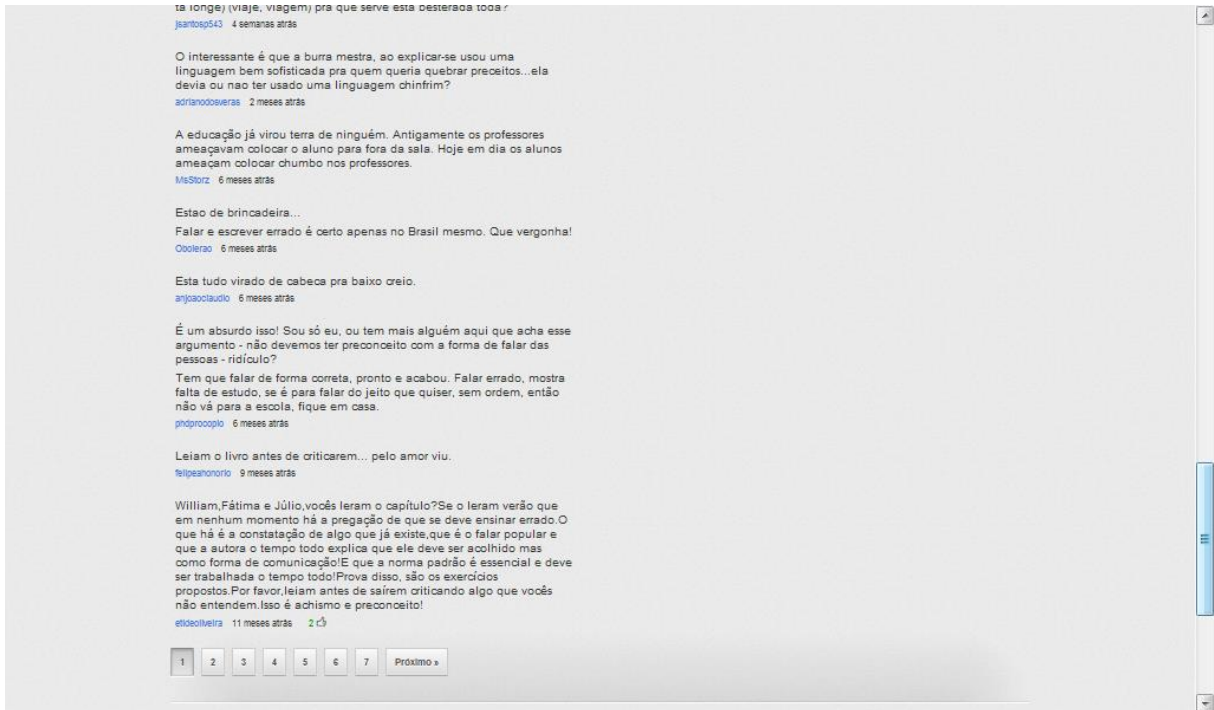 ta longe) (viaje, viagem) pra que serve esta besterada toda?
jsantosp543 4 semanas atrás
O interessante é que a burra mestra, ao explicar-se usou uma
linguagem bem sofisticada pra quem queria quebrar preceitos...ela
devia ou nao ter usado uma linguagem chinfrim?
adrianodosveras 2 meses atrás
A educação já virou terra de ninguém. Antigamente os professores
ameaçavam colocar o aluno para fora da sala. Hoje em dia os alunos
ameaçam colocar chumbo nos professores.
MsStorz 6 meses atrás
Estao de brincadeira...
Falar e escrever errado é certo apenas no Brasil mesmo. Que vergonha!
Obolerao 6 meses atrás
Esta tudo virado de cabeca pra baixo creio.
anjoaoclaudio 6 meses atrás
É um absurdo isso! Sou só eu, ou tem mais alguém aqui que acha esse
argumento - não devemos ter preconceito com a forma de falar das
pessoas - ridículo?
Tem que falar de forma correta, pronto e acabou. Falar errado, mostra
falta de estudo, se é para falar do jeito que quiser, sem ordem, então
não vá para a escola, fique em casa.
phdprocopio 6 meses atrás
Leiam o livro antes de criticarem... pelo amor viu.
felipeahonorio 9 meses atrás
William,Fátima e Júlio,vocês leram o capítulo?Se o leram verão que
em nenhum momento há a pregação de que se deve ensinar errado.O
que há é a constatação de algo que já existe,que é o falar popular e
que a autora o tempo todo explica que ele deve ser acolhido mas
como forma de comunicação!E que a norma padrão é essencial e deve
ser trabalhada o tempo todo!Prova disso, são os exercícios
propostos.Por favor,leiam antes de saírem criticando algo que vocês
não entendem.Isso é achismo e preconceito!
etideoliveira 11 meses atrás 2
1 2 3 4 5 6 7 Próximo »